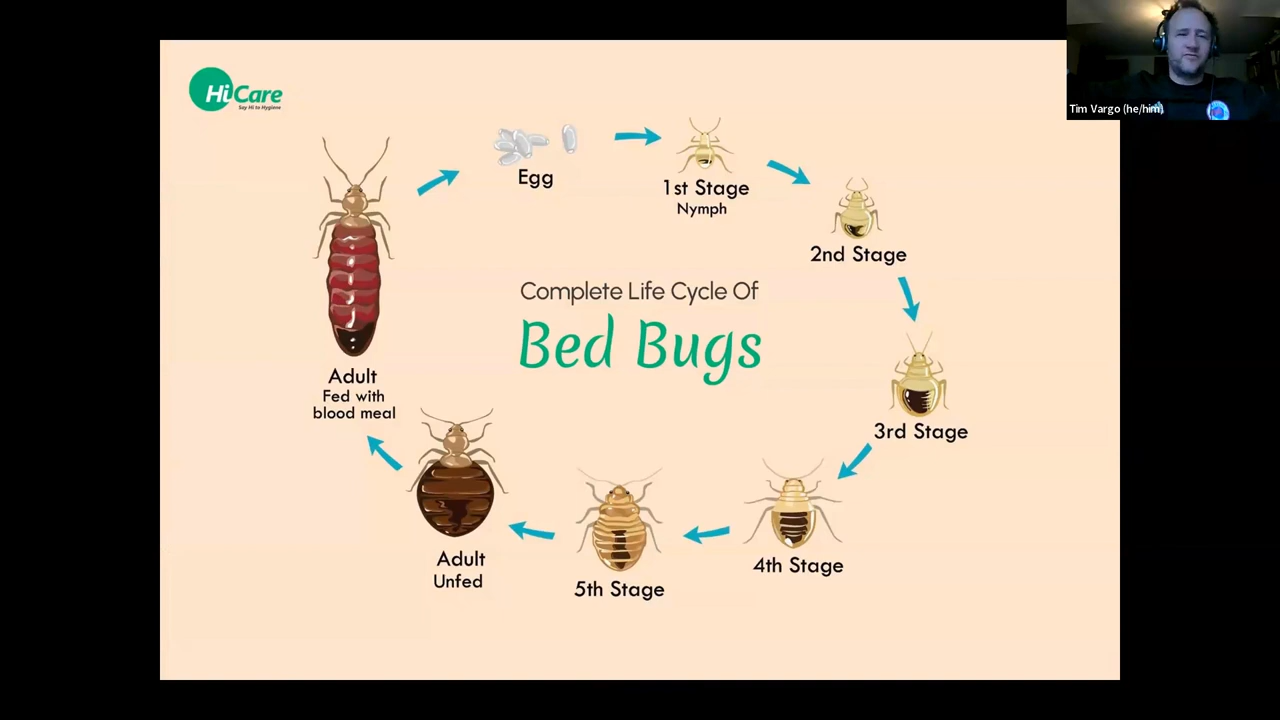 HiCare
Say Hi to Hygiene
Tim Vargo (he/him)
Egg
1st Stage
Nymph
2nd Stage
Complete Life Cycle Of
Bed Bugs
Adult
Fed with
blood meal
3rd Stage
Adult
Unfed
5th Stage
4th Stage